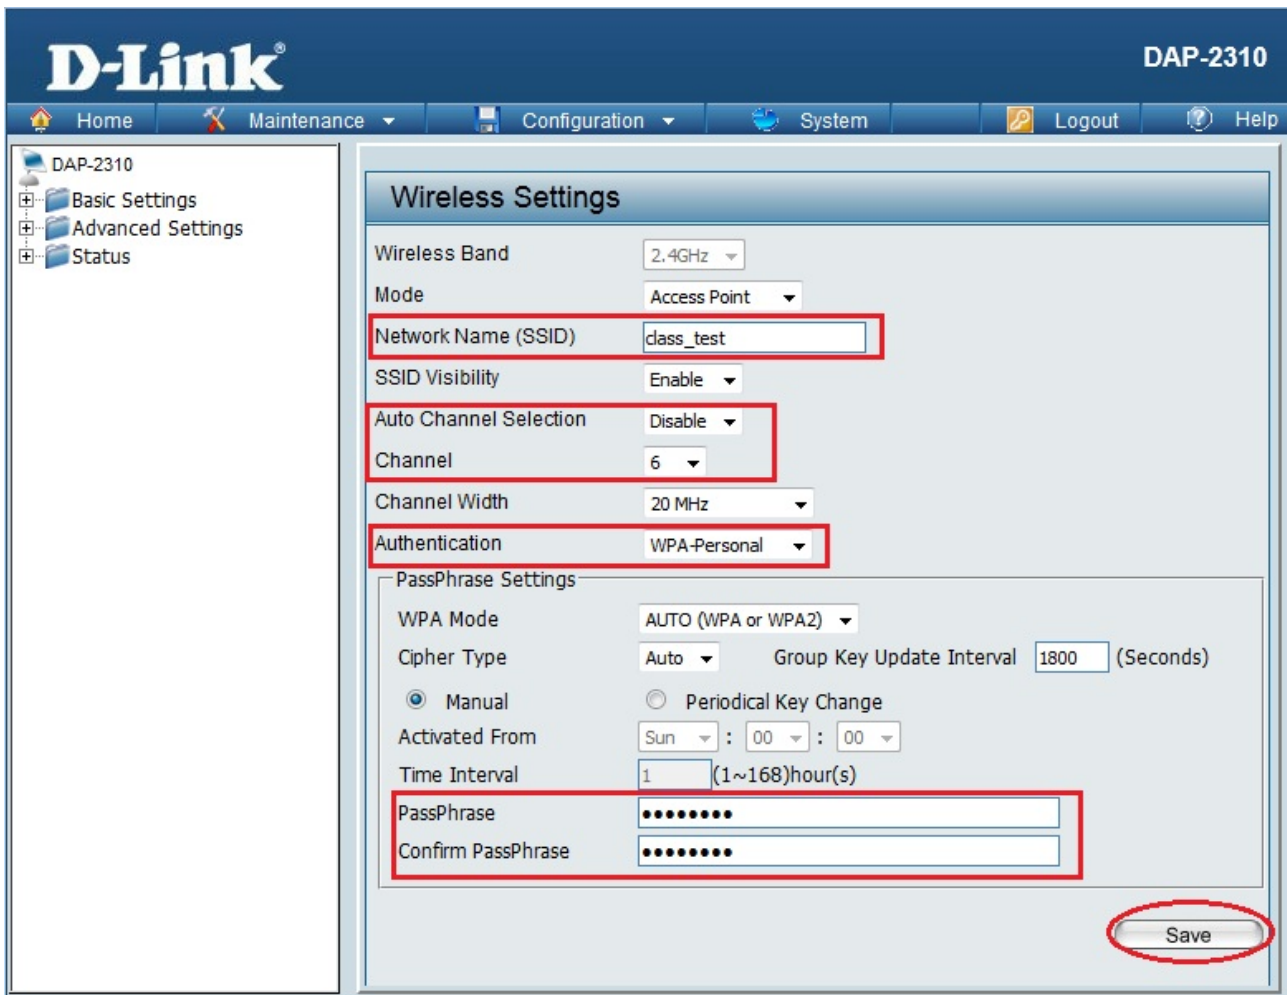 D-Link®
DAP-2310
Home Maintenance Configuration System Logout Help
DAP-2310
Basic Settings
Advanced Settings
Status
Wireless Settings
Wireless Band 2.4GHz
Mode Access Point
Network Name (SSID) class_test
SSID Visibility Enable
Auto Channel Selection Disable
Channel 6
Channel Width 20 MHz
Authentication WPA-Personal
PassPhrase Settings
WPA Mode AUTO (WPA or WPA2)
Cipher Type Auto Group Key Update Interval 1800 (Seconds)
Manual Periodical Key Change
Activated From Sun : 00 : 00
Time Interval 1 (1~168)hour(s)
PassPhrase ●●●●●●●●
Confirm PassPhrase ●●●●●●●●
Save